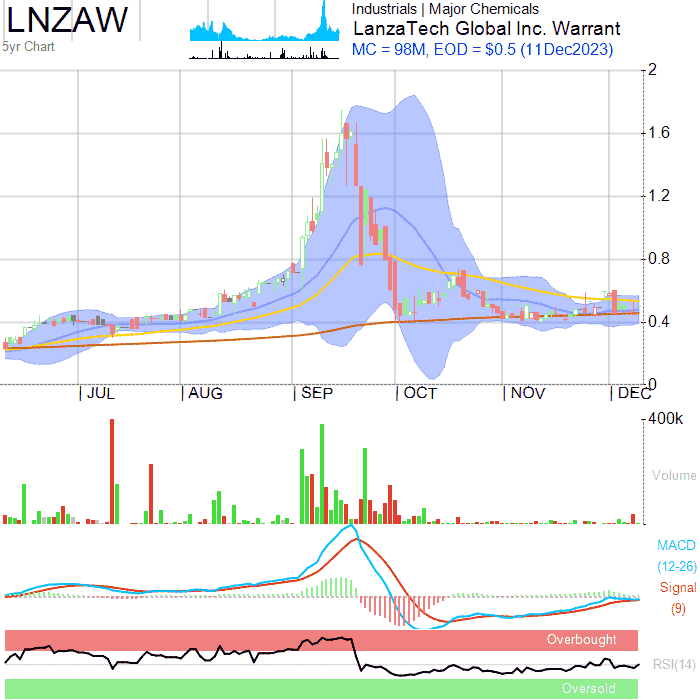 LNZAW
5yr Chart
Industrials | Major Chemicals
LanzaTech Global Inc. Warrant
MC = 98M, EOD = $0.5 (11Dec2023)
2
1.6
1.2
0.8
0.4
0
JUL AUG SEP OCT NOV DEC
400k
Volume
MACD
(12-26)
Signal
(9)
Overbought
RSI(14)
Oversold